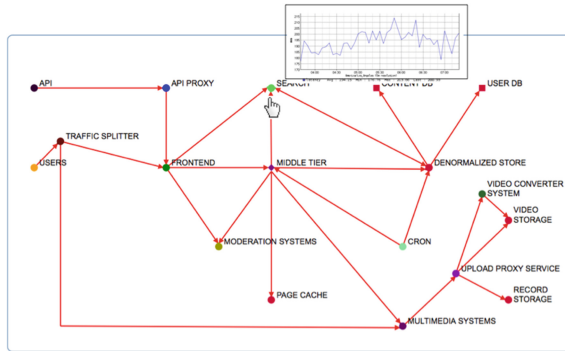 API
API PROXY
SEARCH
CONTENT DB
USER DB
TRAFFIC SPLITTER
USERS
FRONTEND
MIDDLE TIER
DENORMALIZED STORE
VIDEO CONVERTER
SYSTEM
VIDEO
STORAGE
MODERATION SYSTEMS
CRON
UPLOAD PROXY SERVICE
PAGE CACHE
RECORD
STORAGE
MULTIMEDIA SYSTEMS